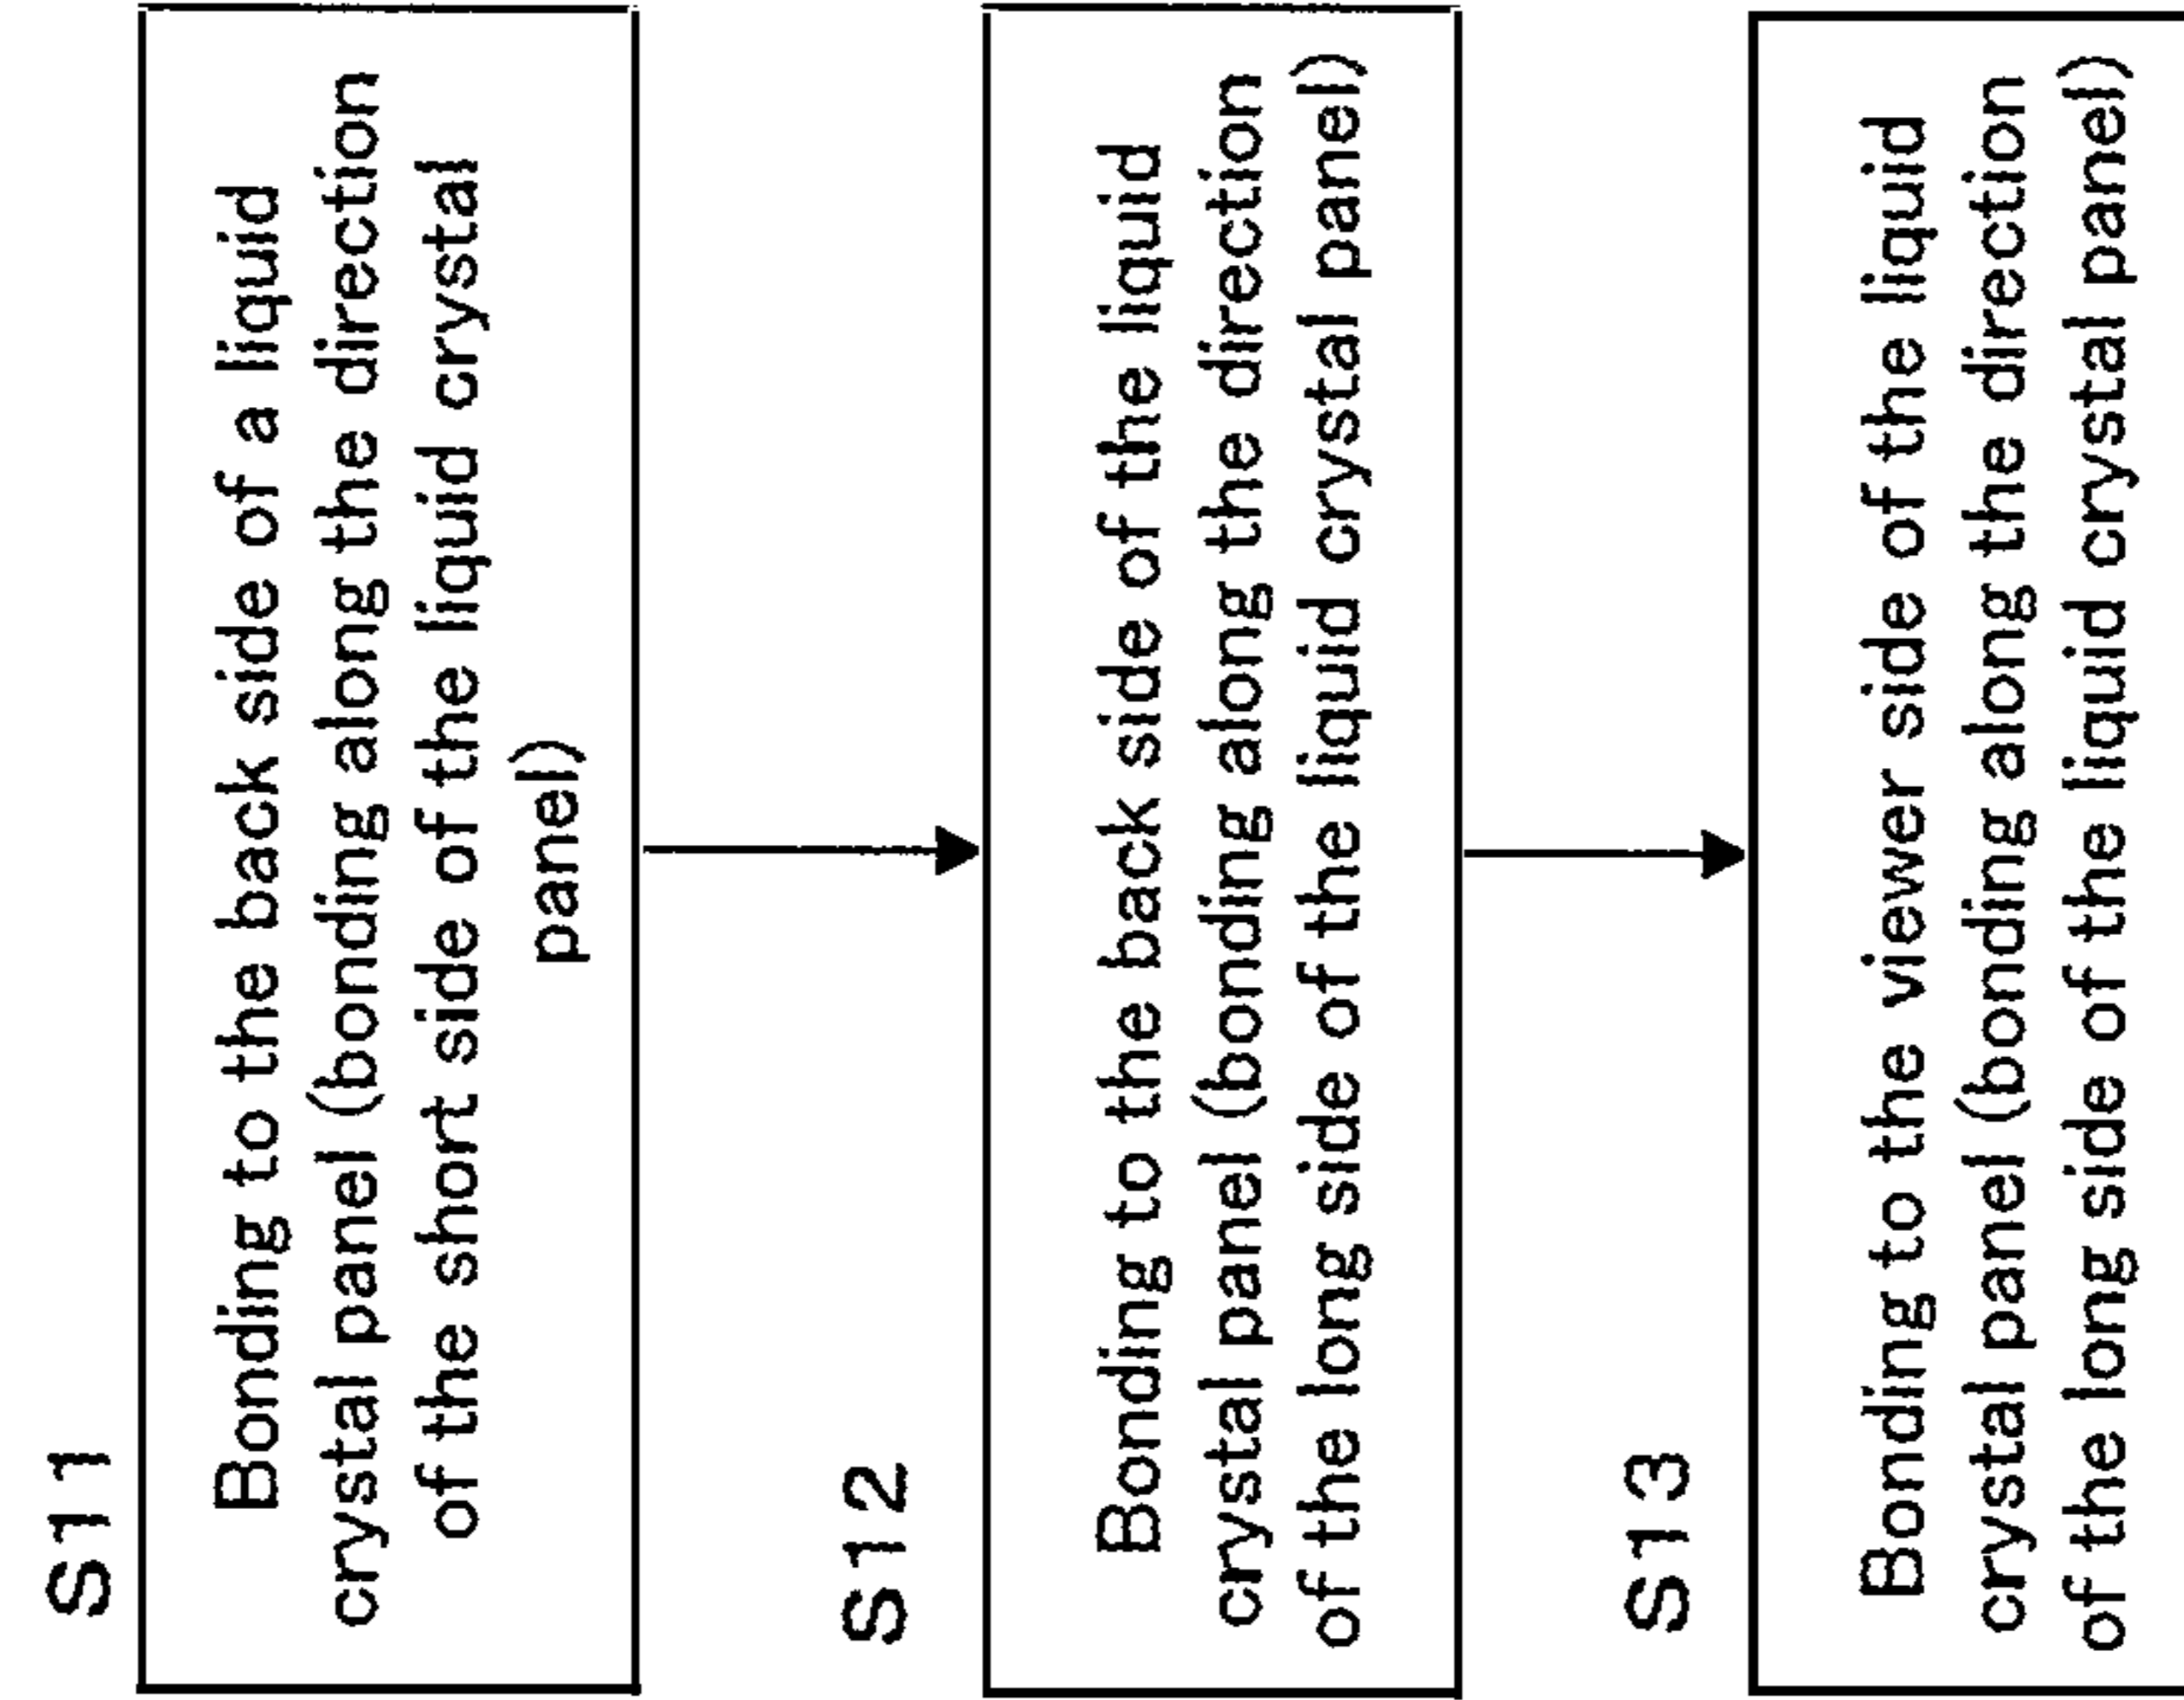 S11
Bonding to the back side of a liquid
crystal panel (bonding along the direction
of the short side of the liquid crystal
panel)
S12
Bonding to the back side of the liquid
crystal panel (bonding along the direction
of the long side of the liquid crystal panel)
S13
Bonding to the viewer side of the liquid
crystal panel (bonding along the direction
of the long side of the liquid crystal panel)